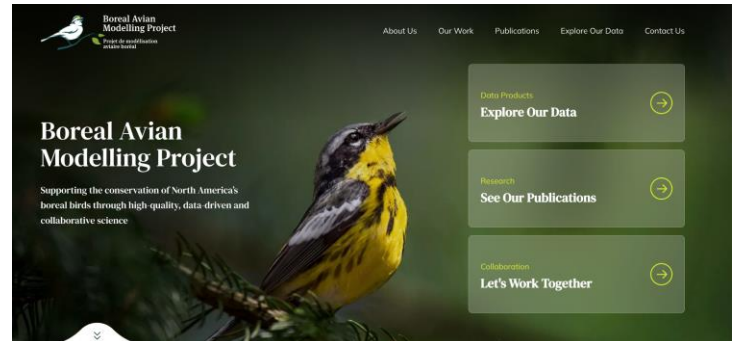 Boreal Avian
Modelling Project
Projet de modélisation
aviaire boréal
About Us
Our Work
Publications
Explore Our Data
Contact Us
Boreal Avian
Modelling Project
Supporting the conservation of North America's
boreal birds through high-quality, data-driven and
collaborative science
Data Products
Explore Our Data
Research
See Our Publications
Collaboration
Let's Work Together